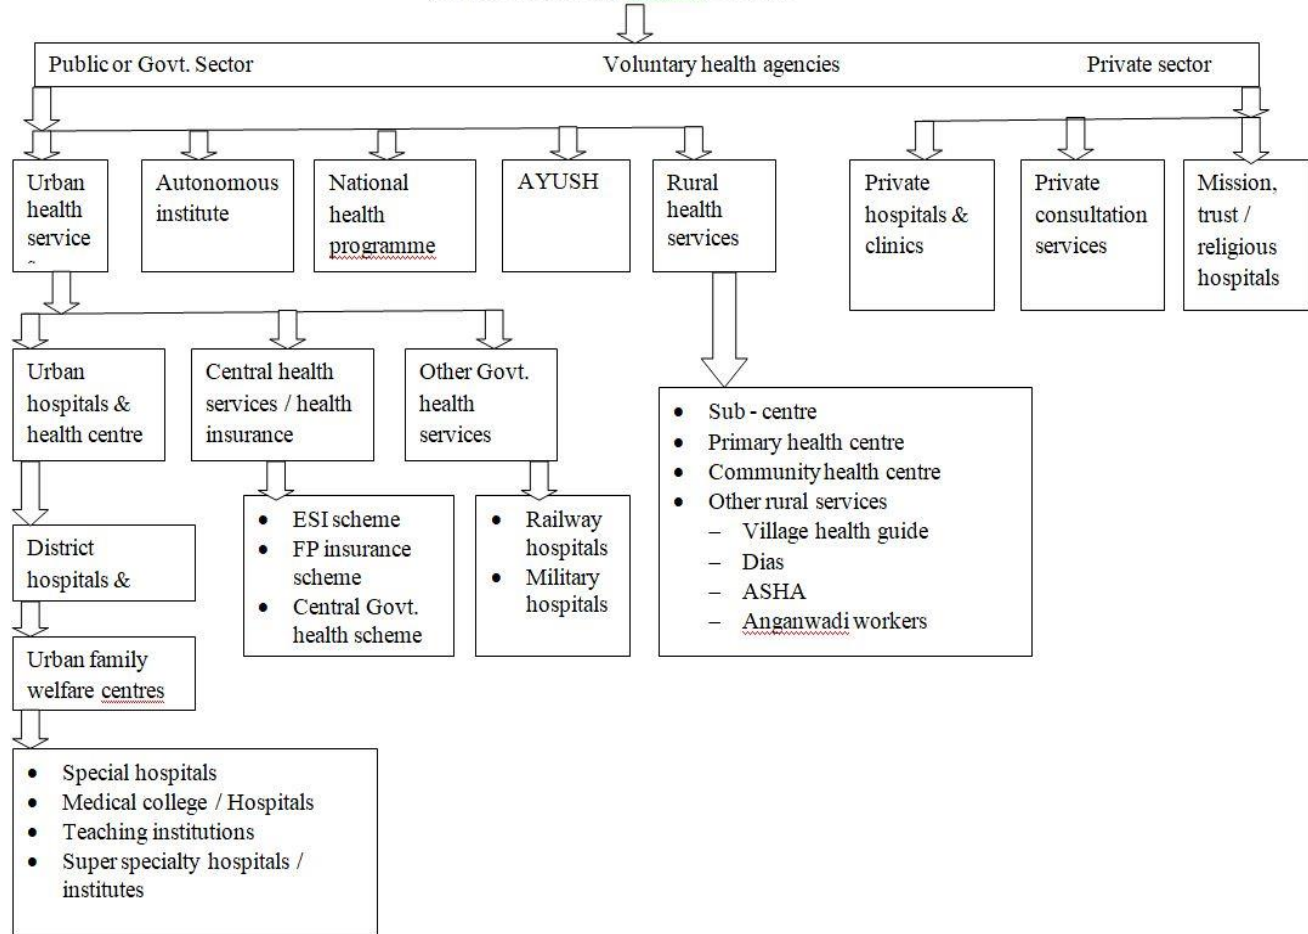 Public or Govt. Sector Voluntary health agencies Private sector
Urban
health
service
Autonomous
institute
National
health
programme
AYUSH
Rural
health
services
Private
hospitals &
clinics
Private
consultation
services
Mission,
trust /
religious
hospitals
Urban
hospitals &
health centre
Central health
services / health
insurance
Other Govt.
health
services
• Sub - centre
• Primary health centre
• Community health centre
• Other rural services
– Village health guide
– Dias
– ASHA
– Anganwadi workers
District
hospitals &
• ESI scheme
• FP insurance
scheme
• Central Govt.
health scheme
• Railway
hospitals
• Military
hospitals
Urban family
welfare centres
• Special hospitals
• Medical college / Hospitals
• Teaching institutions
• Super specialty hospitals /
institutes